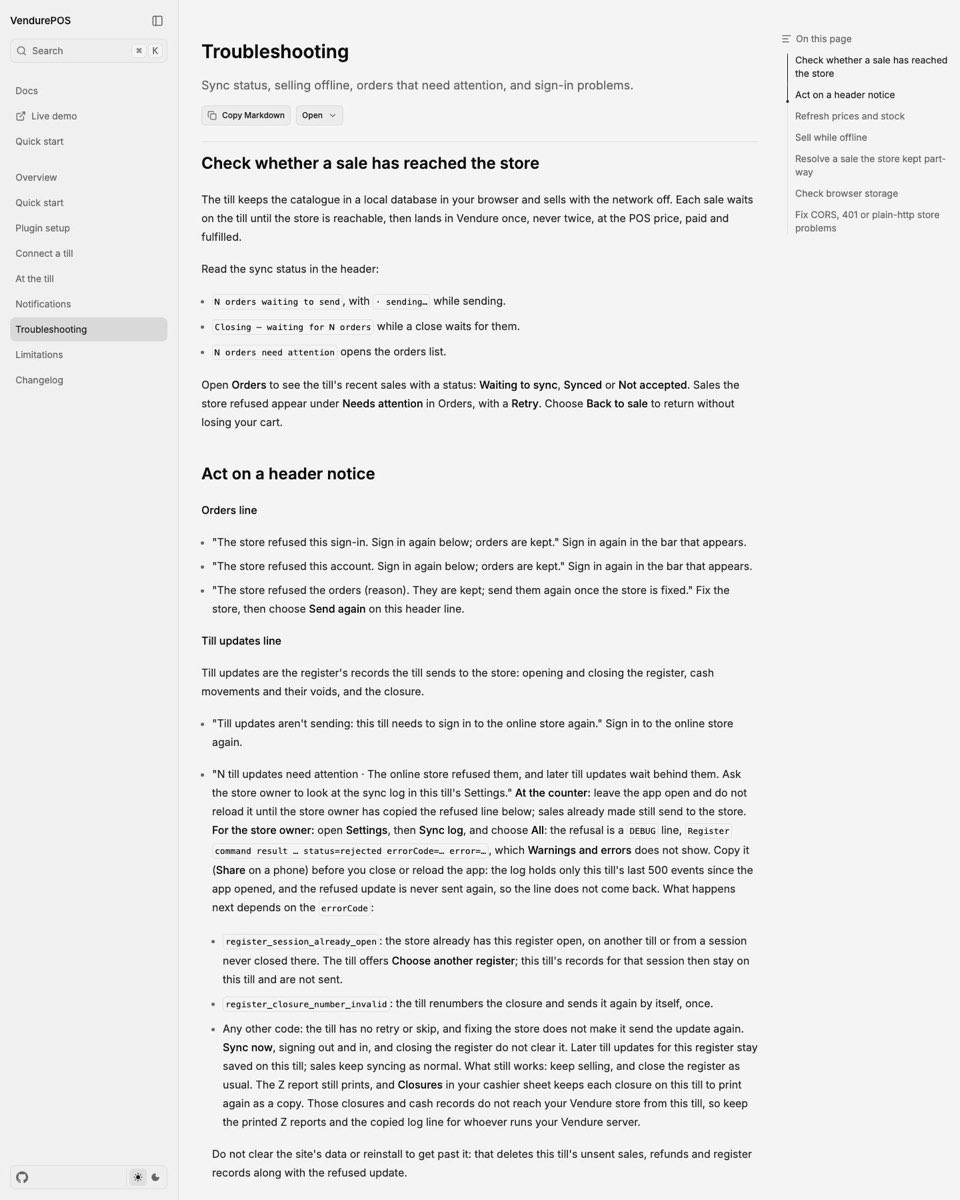 VendurePOS
Search
⌘ K
Docs
Live demo
Quick start
Overview
Quick start
Plugin setup
Connect a till
At the till
Notifications
Troubleshooting
Limitations
Changelog
Troubleshooting
Sync status, selling offline, orders that need attention, and sign-in problems.
Copy Markdown
Open
Check whether a sale has reached the store
The till keeps the catalogue in a local database in your browser and sells with the network off. Each sale waits
on the till until the store is reachable, then lands in Vendure once, never twice, at the POS price, paid and
fulfilled.
Read the sync status in the header:
• N orders waiting to send, with · sending… while sending.
• Closing — waiting for N orders while a close waits for them.
• N orders need attention opens the orders list.
Open Orders to see the till's recent sales with a status: Waiting to sync, Synced or Not accepted. Sales the
store refused appear under Needs attention in Orders, with a Retry. Choose Back to sale to return without
losing your cart.
Act on a header notice
Orders line
• "The store refused this sign-in. Sign in again below; orders are kept." Sign in again in the bar that appears.
• "The store refused this account. Sign in again below; orders are kept." Sign in again in the bar that appears.
• "The store refused the orders (reason). They are kept; send them again once the store is fixed." Fix the
store, then choose Send again on this header line.
Till updates line
Till updates are the register's records the till sends to the store: opening and closing the register, cash
movements and their voids, and the closure.
• "Till updates aren't sending: this till needs to sign in to the online store again." Sign in to the online store
again.
• "N till updates need attention · The online store refused them, and later till updates wait behind them. Ask
the store owner to look at the sync log in this till's Settings." At the counter: leave the app open and do not
reload it until the store owner has copied the refused line below; sales already made still send to the store.
For the store owner: open Settings, then Sync log, and choose All: the refusal is a DEBUG line, Register
command result … status=rejected errorCode=… error=…, which Warnings and errors does not show. Copy it
(Share on a phone) before you close or reload the app: the log holds only this till's last 500 events since the
app opened, and the refused update is never sent again, so the line does not come back. What happens
next depends on the errorCode:
• register_session_already_open: the store already has this register open, on another till or from a session
never closed there. The till offers Choose another register; this till's records for that session then stay on
this till and are not sent.
• register_closure_number_invalid: the till renumbers the closure and sends it again by itself, once.
• Any other code: the till has no retry or skip, and fixing the store does not make it send the update again.
Sync now, signing out and in, and closing the register do not clear it. Later till updates for this register stay
saved on this till; sales keep syncing as normal. What still works: keep selling, and close the register as
usual. The Z report still prints, and Closures in your cashier sheet keeps each closure on this till to print
again as a copy. Those closures and cash records do not reach your Vendure store from this till, so keep
the printed Z reports and the copied log line for whoever runs your Vendure server.
Do not clear the site's data or reinstall to get past it: that deletes this till's unsent sales, refunds and register
records along with the refused update.
On this page
Check whether a sale has reached
the store
Act on a header notice
Refresh prices and stock
Sell while offline
Resolve a sale the store kept part-
way
Check browser storage
Fix CORS, 401 or plain-http store
problems